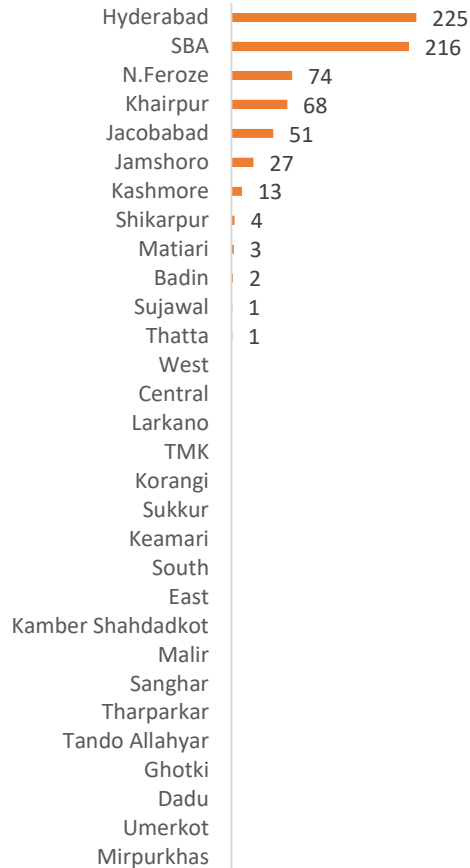 Hyderabad 225
SBA 216
N.Feroze 74
Khairpur 68
Jacobabad 51
Jamshoro 27
Kashmore 13
Shikarpur 4
Matiari 3
Badin 2
Sujawal 1
Thatta 1
West
Central
Larkano
TMK
Korangi
Sukkur
Keamari
South
East
Kamber Shahdadkot
Malir
Sanghar
Tharparkar
Tando Allahyar
Ghotki
Dadu
Umerkot
Mirpurkhas